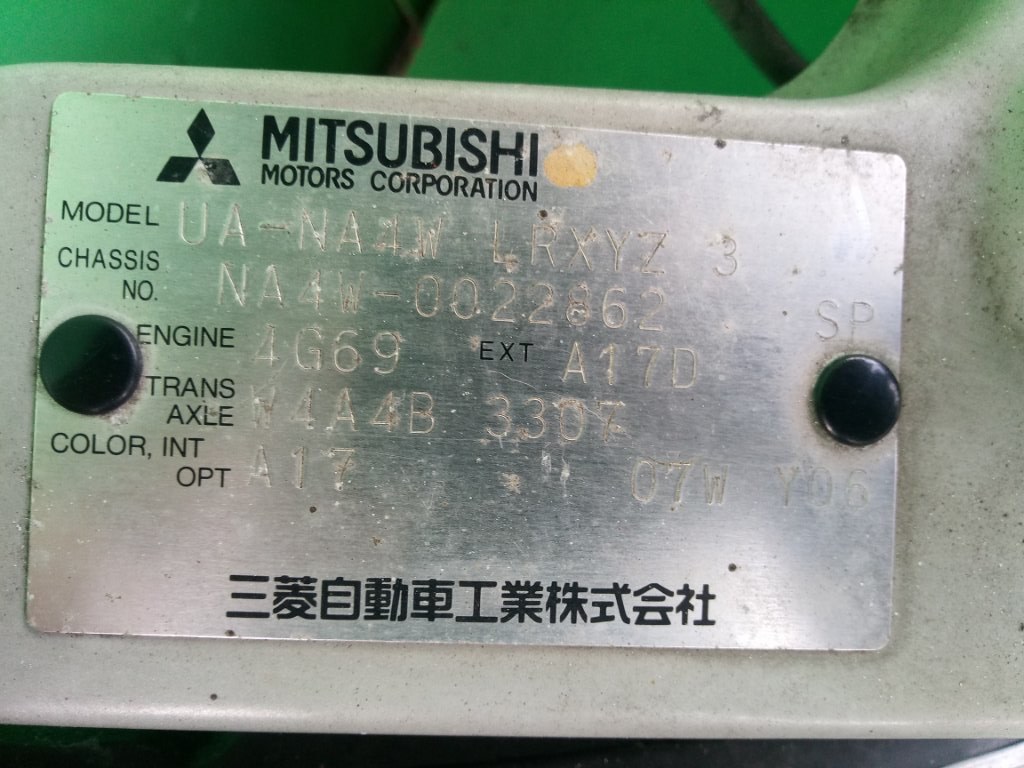 MITSUBISHI
MOTORS CORPORATION
MODEL UA-NA4W LRXYZ 3
CHASSIS NO. NA4W-0022862
SP
ENGINE 4G69 EXT A17D
TRANS AXLE W4A4B 3307
COLOR, INT OPT A17 07W Y06
三菱自動車工業株式会社